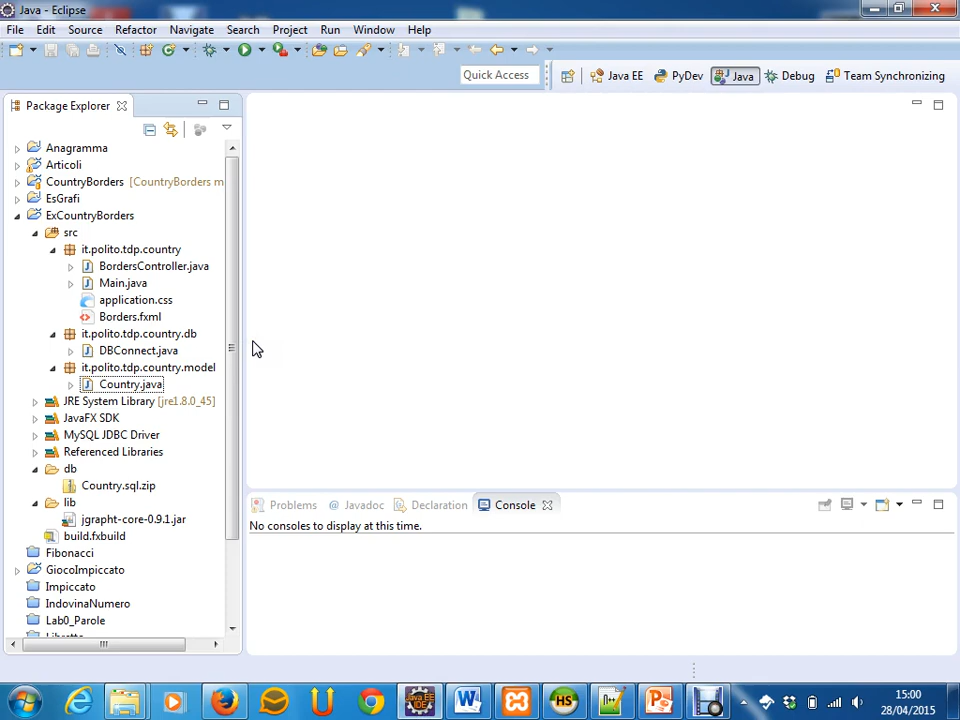 Java - Eclipse
File Edit Source Refactor Navigate Search Project Run Window Help
Quick Access
Java EE
PyDev
Java
Debug
Team Synchronizing
Package Explorer
Anagramma
Articoli
CountryBorders [CountryBorders m
EsGrafi
ExCountryBorders
src
it.polito.tdp.country
BordersController.java
Main.java
application.css
Borders.fxml
it.polito.tdp.country.db
DBConnect.java
it.polito.tdp.country.model
Country.java
JRE System Library [jre1.8.0_45]
JavaFX SDK
MySQL JDBC Driver
Referenced Libraries
db
Country.sql.zip
lib
jgrapht-core-0.9.1.jar
build.fxbuild
Fibonacci
GiocoImpiccato
Impiccato
IndovinaNumero
Lab0_Parole
Problems
@ Javadoc
Declaration
Console
No consoles to display at this time.
15:00
28/04/2015